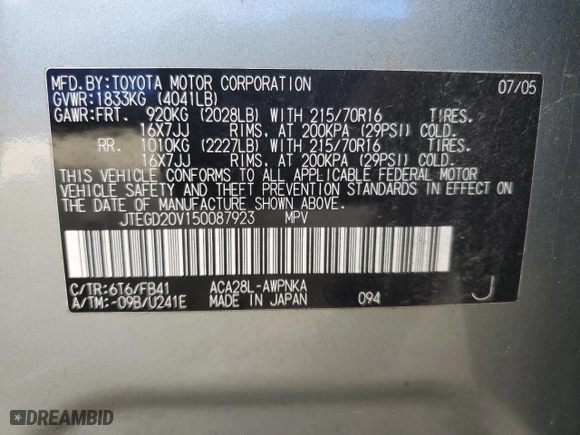 MFD.BY:TOYOTA MOTOR CORPORATION 07/05
GVWR:1833KG (4041LB)
GAWR:FRT. 920KG (2028LB) WITH 215/70R16 TIRES.
16X7JJ RIMS, AT 200KPA (29PSI) COLD.
RR. 1010KG (2227LB) WITH 215/70R16 TIRES.
16X7JJ RIMS, AT 200KPA (29PSI) COLD.
THIS VEHICLE CONFORMS TO ALL APPLICABLE FEDERAL MOTOR
VEHICLE SAFETY AND THEFT PREVENTION STANDARDS IN EFFECT
ON THE DATE OF MANUFACTURE SHOWN ABOVE.
JTEGD20V150087923 MPV
C/TR:6T6/FB41 ACA28L-AWPNKA
A/TM:-09B/U241E MADE IN JAPAN 094 J
DREAMBID